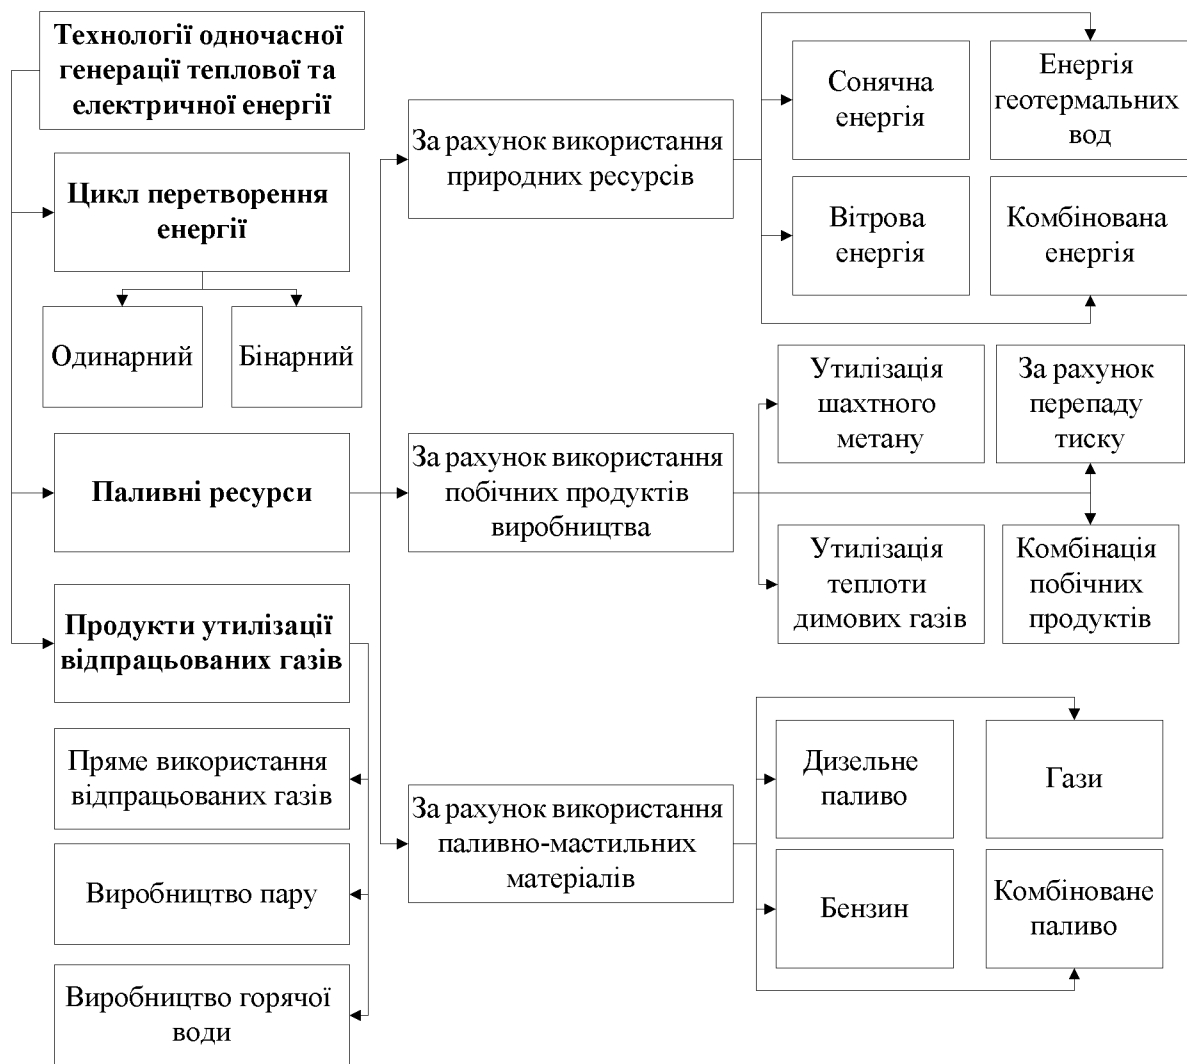 Технології одночасної
генерації теплової та
електричної енергії
Цикл перетворення
енергії
Одинарний
Бінарний
Паливні ресурси
Продукти утилізації
відпрацьованих газів
Пряме використання
відпрацьованих газів
Виробництво пару
Виробництво горячої
води
За рахунок використання
природних ресурсів
Сонячна
енергія
Енергія
геотермальних
вод
Вітрова
енергія
Комбінована
енергія
За рахунок використання
побічних продуктів
виробництва
Утилізація
шахтного
метану
За рахунок
перепаду
тиску
Утилізація
теплоти
димових газів
Комбінація
побічних
продуктів
За рахунок використання
паливно-мастильних
матеріалів
Дизельне
паливо
Гази
Бензин
Комбіноване
паливо